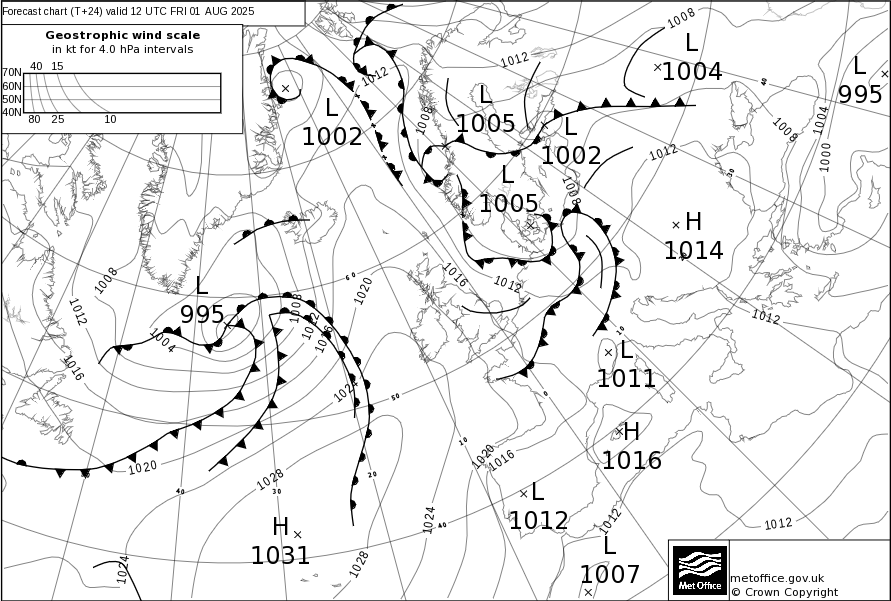 Forecast chart (T+24) valid 12 UTC FRI 01 AUG 2025
Geostrophic wind scale
in kt for 4.0 hPa intervals
40 15
70N
60N
50N
40N
80 25 10
1008
L
1004
L
995
1012
1012
L
1002
1008
L
1005
L
1002
40
1004
1008
1000
1012
30
L
1005
1008
H
1014
60
1016
1012
1020
1008
1012
L
995
1004
1008
1012
1016
1012
10
L
1011
1016
1024
50
0
H
1016
10
1020
1016
1020
1028
20
40
30
L
1012
1012
1012
1024
40
H
1031
L
1007
1024
1028
Met Office
metoffice.gov.uk
© Crown Copyright